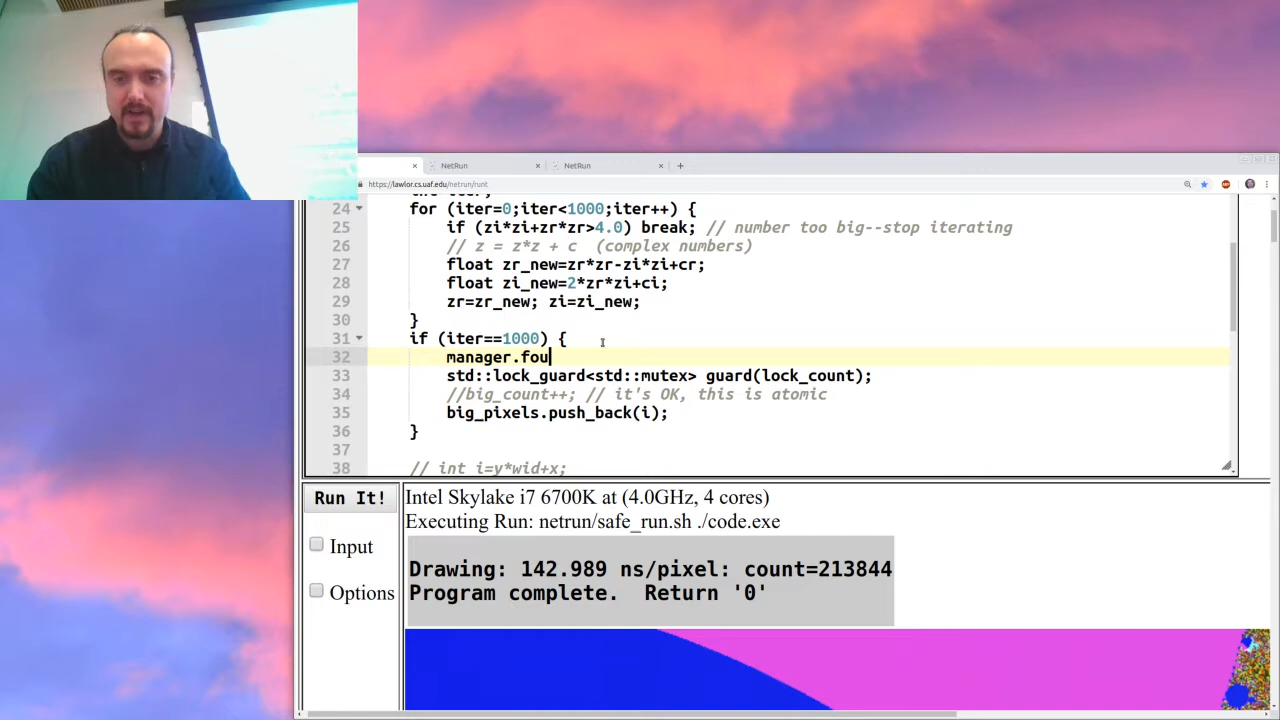 NetRun
NetRun
https://lawlor.cs.uaf.edu/netrun/runt
24 for (iter=0;iter<1000;iter++) {
25 if (zi*zi+zr*zr>4.0) break; // number too big--stop iterating
26 // z = z*z + c  (complex numbers)
27 float zr_new=zr*zr-zi*zi+cr;
28 float zi_new=2*zr*zi+ci;
29 zr=zr_new; zi=zi_new;
30 }
31 if (iter==1000) {
32 manager.fou
33 std::lock_guard<std::mutex> guard(lock_count);
34 //big_count++; // it's OK, this is atomic
35 big_pixels.push_back(i);
36 }
37
38 // int i=y*wid+x;
Run It!
Input
Options
Intel Skylake i7 6700K at (4.0GHz, 4 cores)
Executing Run: netrun/safe_run.sh ./code.exe
Drawing: 142.989 ns/pixel: count=213844
Program complete.  Return '0'